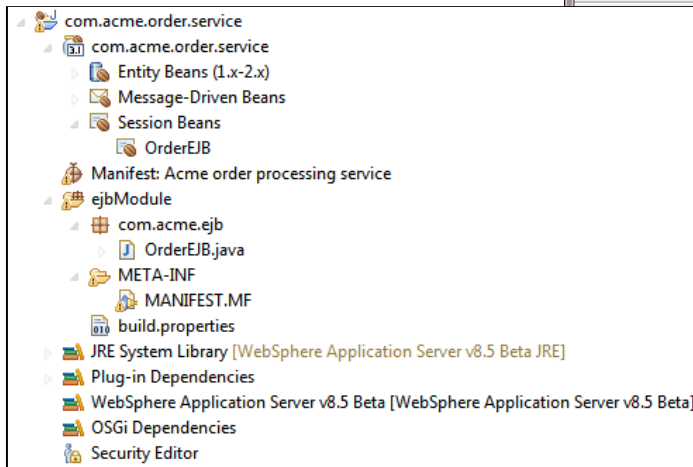 com.acme.order.service
3.1 com.acme.order.service
Entity Beans (1.x-2.x)
Message-Driven Beans
Session Beans
OrderEJB
Manifest: Acme order processing service
ejbModule
com.acme.ejb
J OrderEJB.java
META-INF
MANIFEST.MF
010 build.properties
JRE System Library [WebSphere Application Server v8.5 Beta JRE]
Plug-in Dependencies
WebSphere Application Server v8.5 Beta [WebSphere Application Server v8.5 Beta]
OSGi Dependencies
Security Editor